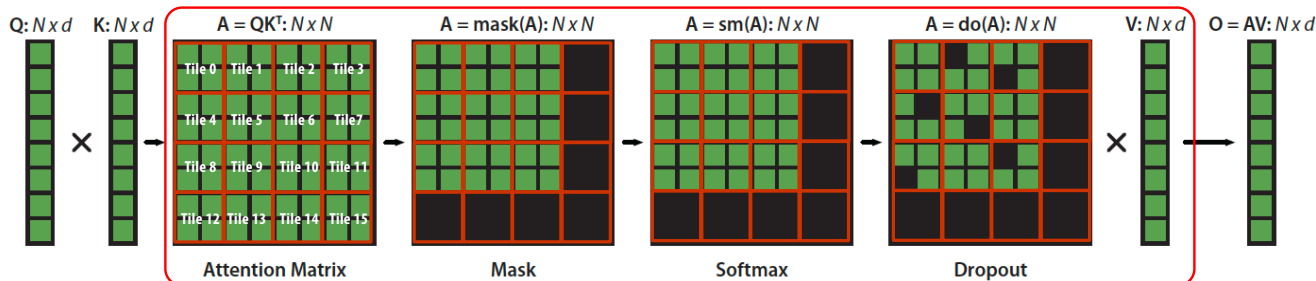 Q: N x d K: N x d A = QKᵀ: N x N A = mask(A): N x N A = sm(A): N x N A = do(A): N x N V: N x d O = AV: N x d
Tile 0 Tile 1 Tile 2 Tile 3
Tile 4 Tile 5 Tile 6 Tile7
× ×
Tile 8 Tile 9 Tile 10 Tile 11
Tile 12 Tile 13 Tile 14 Tile 15
Attention Matrix Mask Softmax Dropout